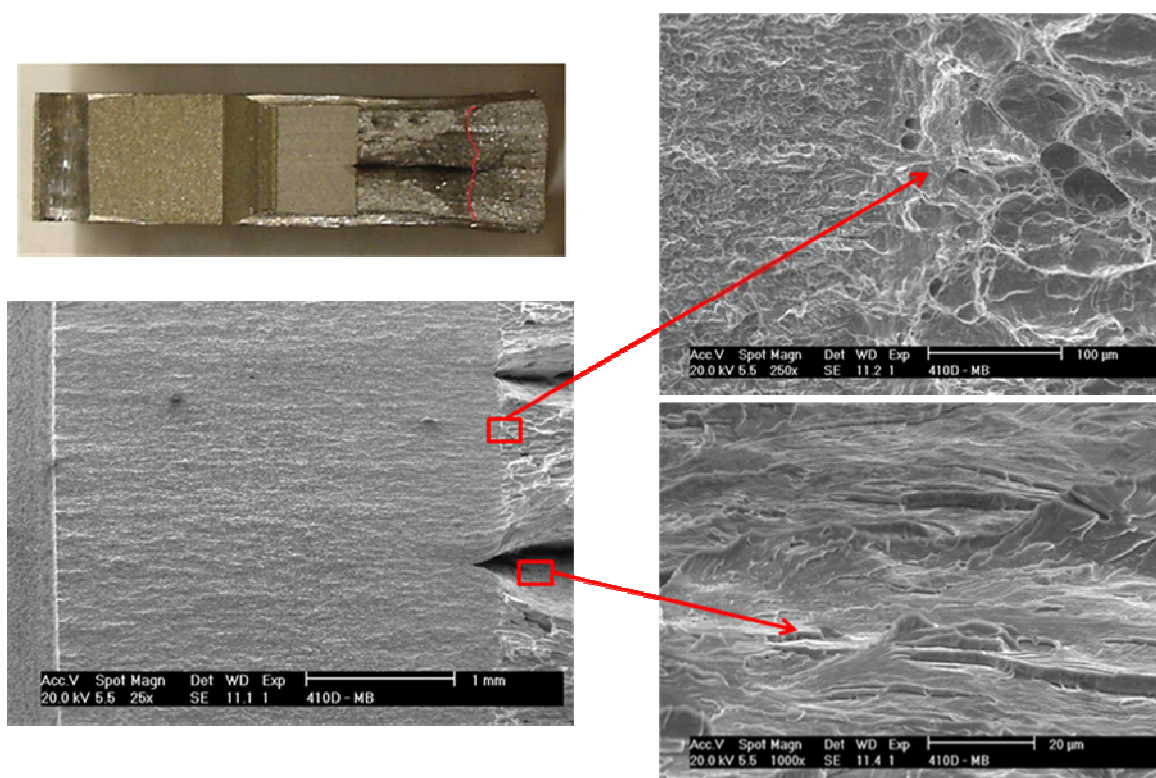 Acc.V Spot Magn Det WD Exp 100 µm
20.0 kV 5.5 250x SE 11.2 1 410D - MB
Acc.V Spot Magn Det WD Exp 1 mm
20.0 kV 5.5 25x SE 11.1 1 410D - MB
Acc.V Spot Magn Det WD Exp 20 µm
20.0 kV 5.5 1000x SE 11.4 1 410D - MB